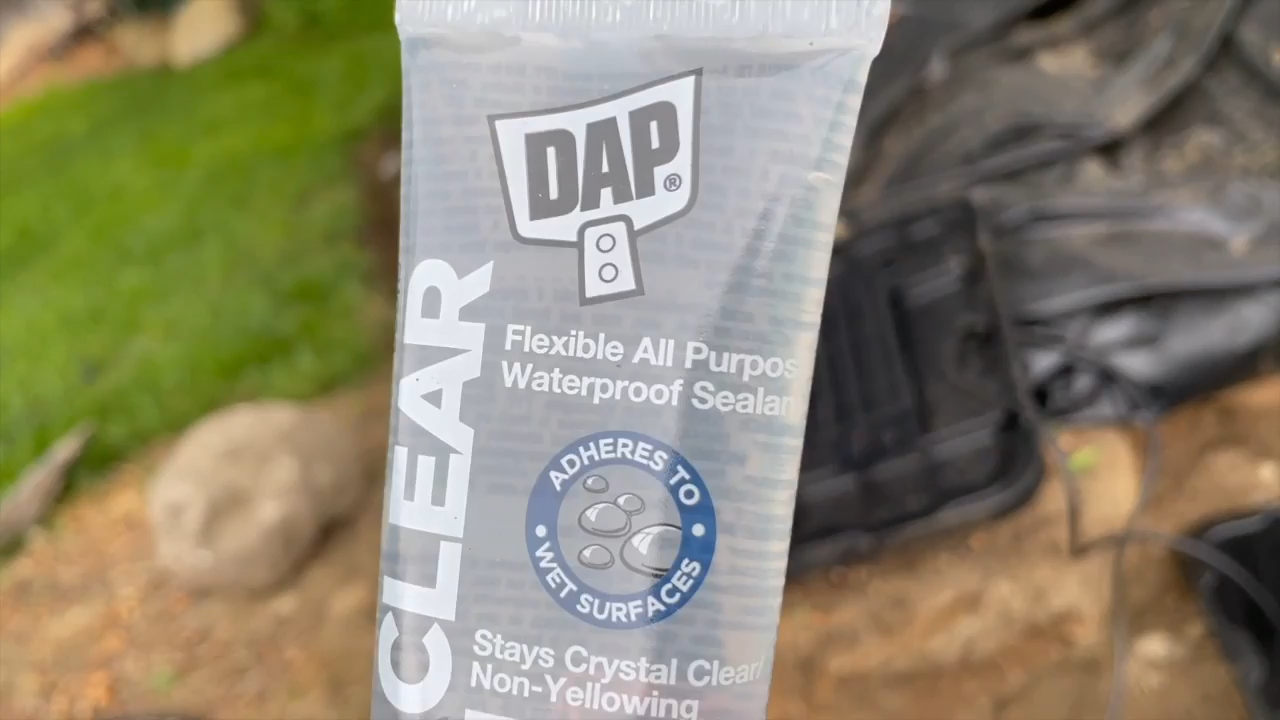 DAP®
CLEAR
Flexible All Purpos
Waterproof Sealan
ADHERES TO
• WET SURFACES •
Stays Crystal Clear/
Non-Yellowing